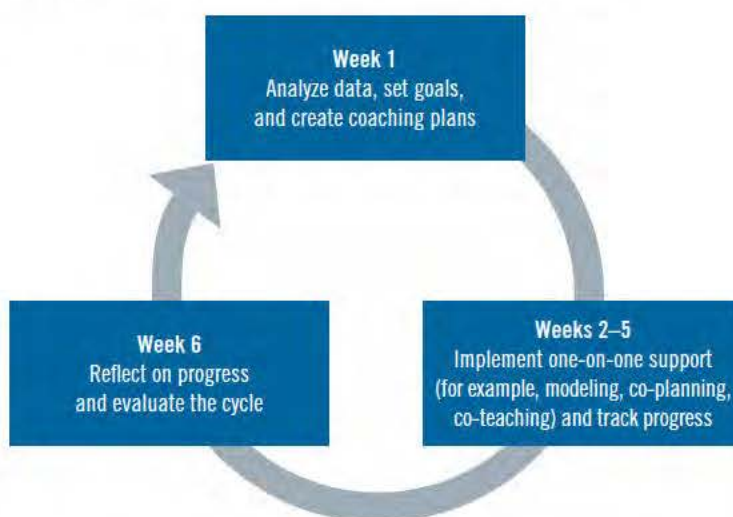 Week 1
Analyze data, set goals,
and create coaching plans
Weeks 2–5
Implement one-on-one support
(for example, modeling, co-planning,
co-teaching) and track progress
Week 6
Reflect on progress
and evaluate the cycle